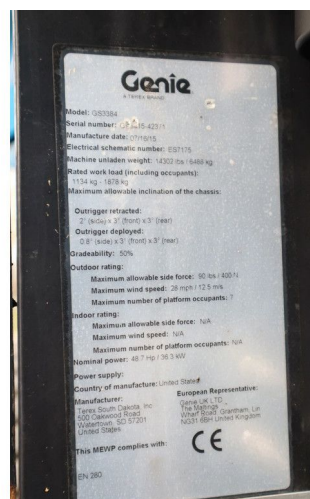 Genie
A TEREX BRAND
Model: GS3384
Serial number:
Manufacture date: 07/16/15
Electrical schematic number: ES7175
Machine unladen weight: 14302 lbs / 6488 kg
Rated work load (including occupants):
1134 kg - 1878 kg
Maximum allowable inclination of the chassis:
Outrigger retracted:
2° (side) x 3° (front) x 3° (rear)
Outrigger deployed:
0.8° (side) x 3° (front) x 3° (rear)
Gradeability: 50%
Outdoor rating:
Maximum allowable side force: 90 lbs / 400 N
Maximum wind speed: 28 mph / 12.5 m/s
Maximum number of platform occupants: 7
Indoor rating:
Maximum allowable side force: N/A
Maximum wind speed: N/A
Maximum number of platform occupants: N/A
Nominal power: 48.7 Hp / 36.3 kW
Power supply:
Country of manufacture: United States
Manufacturer:
Terex South Dakota, Inc
500 Oakwood Road
Watertown, SD 57201
United States
European Representative:
Genie UK LTD
The Maltings
Wharf Road, Grantham, Lin
NG31 6BH United Kingdom
This MEWP complies with:
CE
EN 280